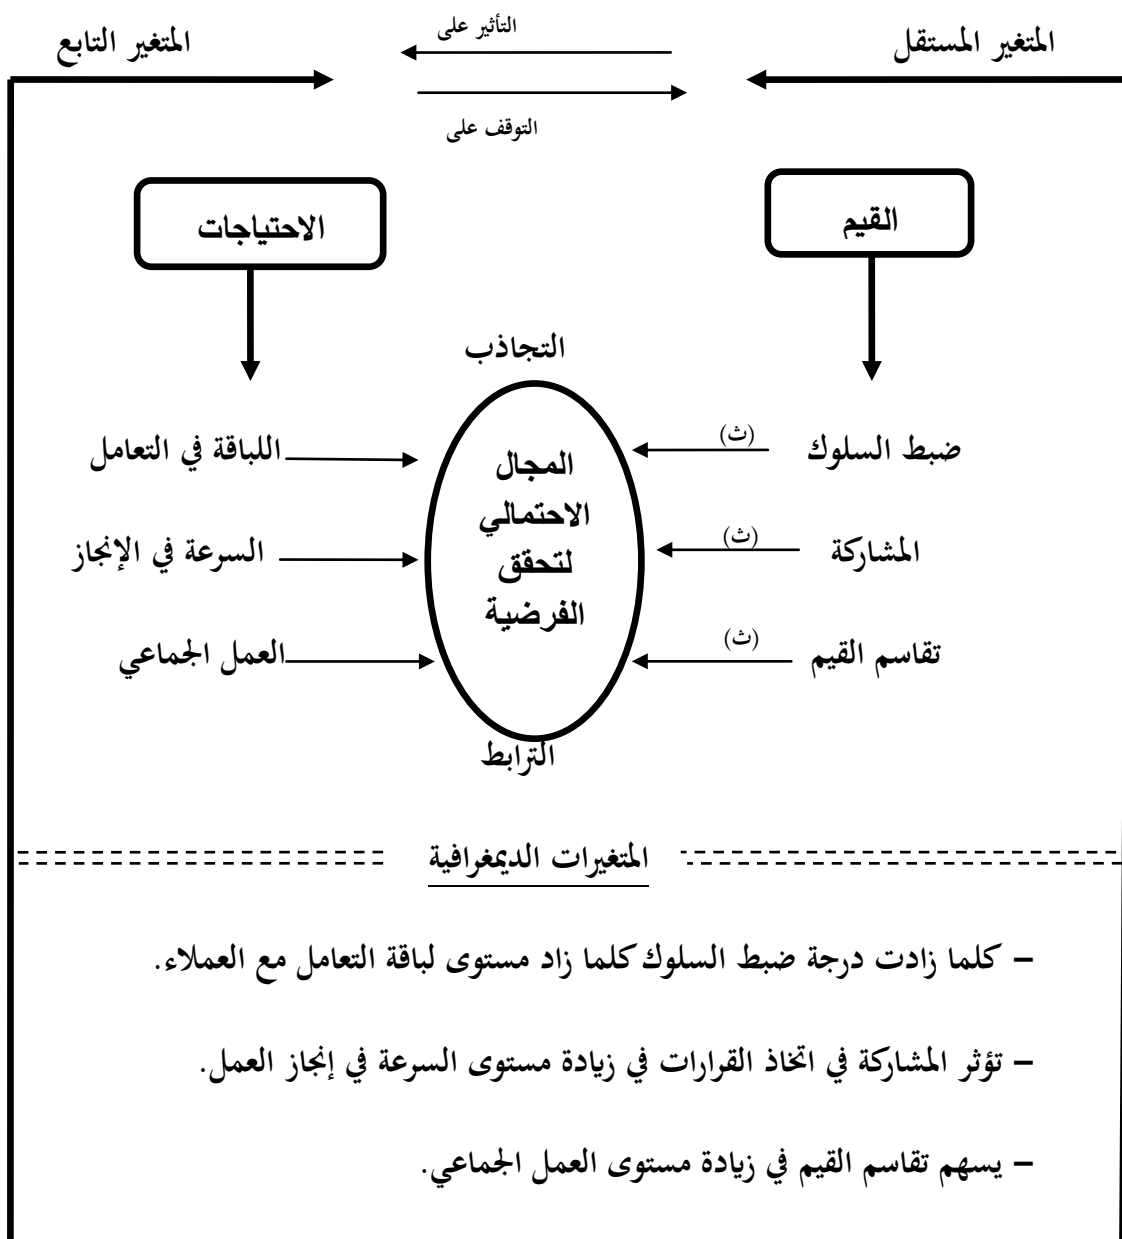 التأثير على
المتغير المستقل
المتغير التابع
التوقف على
القيم
الاحتياجات
التجاذب
ضبط السلوك
(ث)
المجال
الاحتمالي
لتحقق
الفرضية
اللباقة في التعامل
المشاركة
(ث)
السرعة في الإنجاز
تقاسم القيم
(ث)
العمل الجماعي
الترابط
المتغيرات الديمغرافية
– كلما زادت درجة ضبط السلوك كلما زاد مستوى لباقة التعامل مع العملاء.
– تؤثر المشاركة في اتخاذ القرارات في زيادة مستوى السرعة في إنجاز العمل.
– يسهم تقاسم القيم في زيادة مستوى العمل الجماعي.